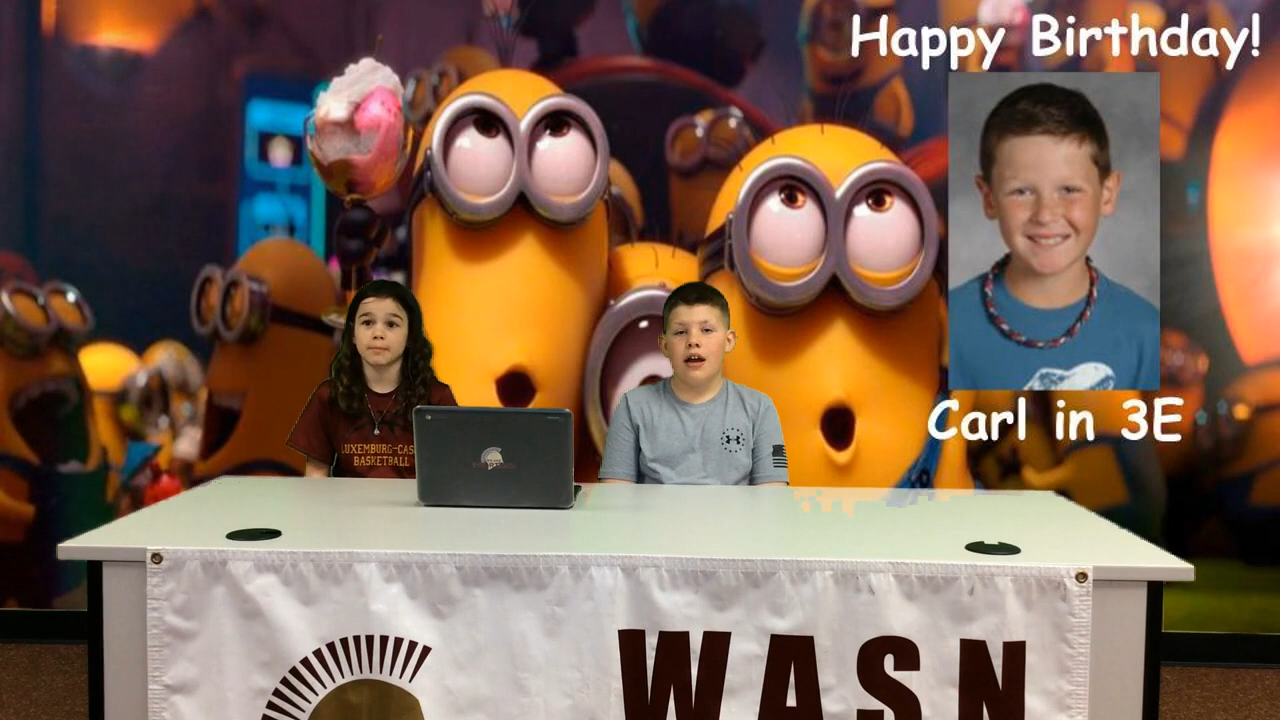 Happy Birthday!
Carl in 3E
LUXEMBURG-CAS
BASKETBALL
WASN